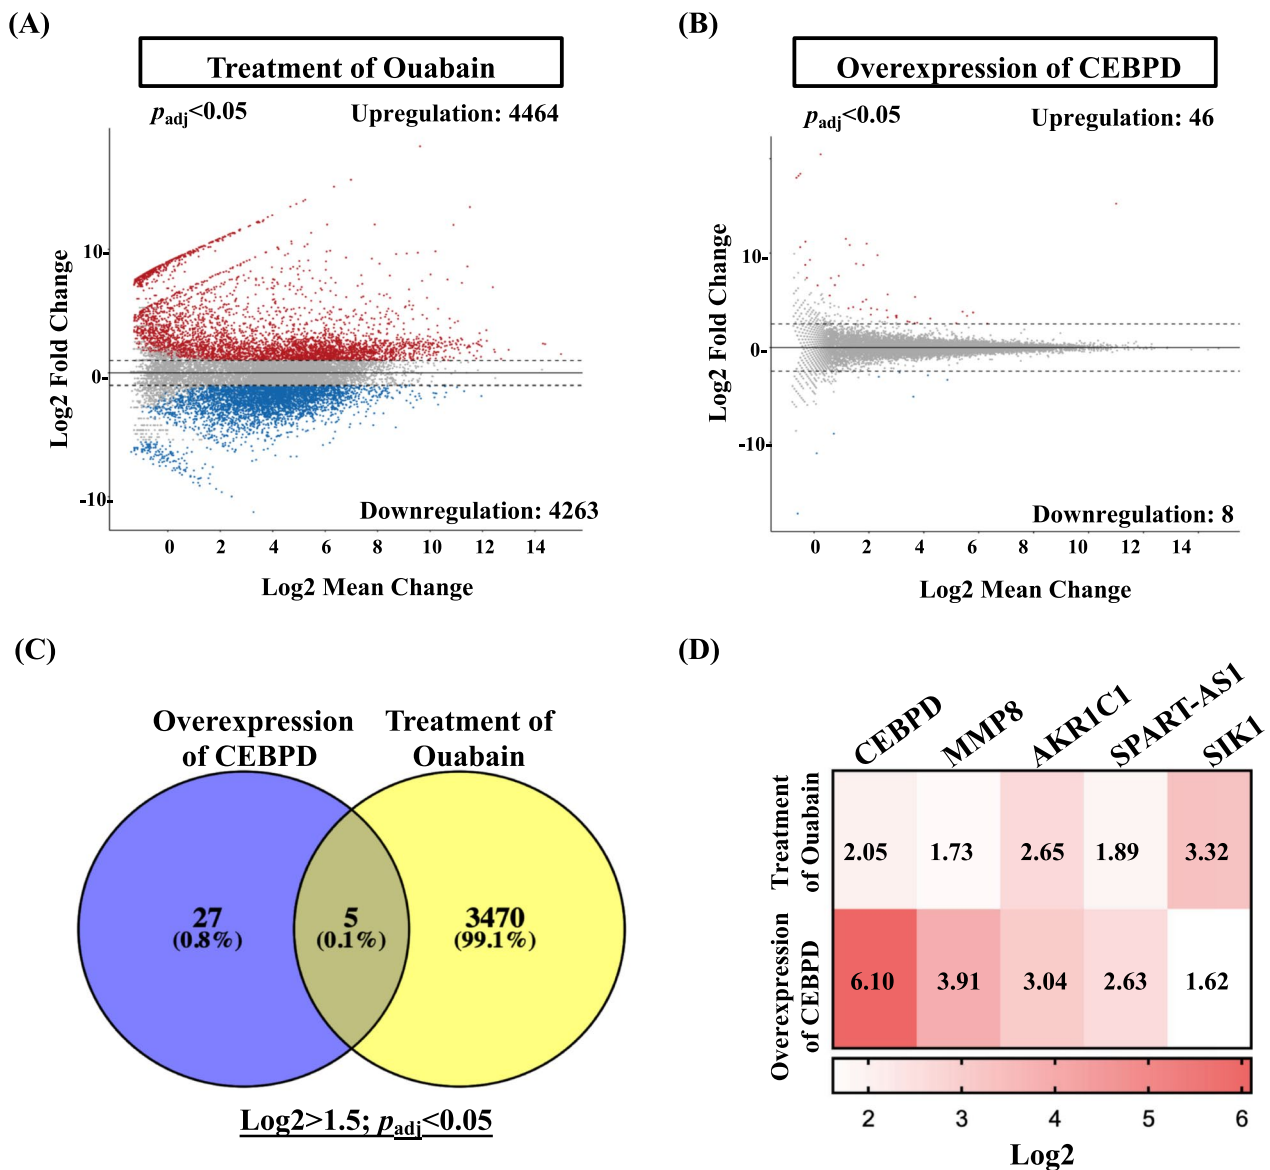 (A)
Treatment of Ouabain
padj<0.05
Upregulation: 4464
Log2 Fold Change
10
0
-10
Downregulation: 4263
0 2 4 6 8 10 12 14
Log2 Mean Change
(B)
Overexpression of CEBPD
padj<0.05
Upregulation: 46
Log2 Fold Change
10
0
-10
Downregulation: 8
0 2 4 6 8 10 12 14
Log2 Mean Change
(C)
Overexpression
of CEBPD
Treatment of
Ouabain
27
(0.8%)
5
(0.1%)
3470
(99.1%)
Log2>1.5; padj<0.05
(D)
CEBPD MMP8 AKR1C1 SPART-AS1 SIK1
Treatment
of Ouabain
2.05 1.73 2.65 1.89 3.32
Overexpression
of CEBPD
6.10 3.91 3.04 2.63 1.62
2 3 4 5 6
Log2